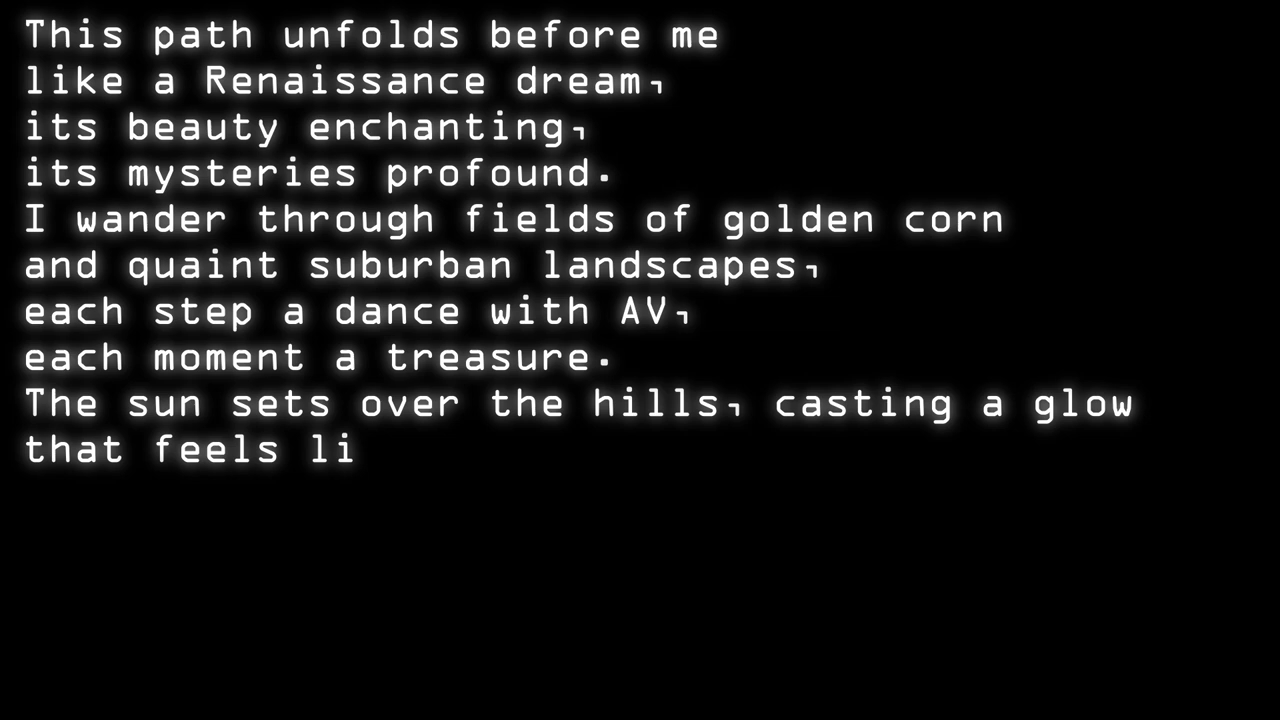 This path unfolds before me
like a Renaissance dream,
its beauty enchanting,
its mysteries profound.
I wander through fields of golden corn
and quaint suburban landscapes,
each step a dance with AV,
each moment a treasure.
The sun sets over the hills, casting a glow
that feels li